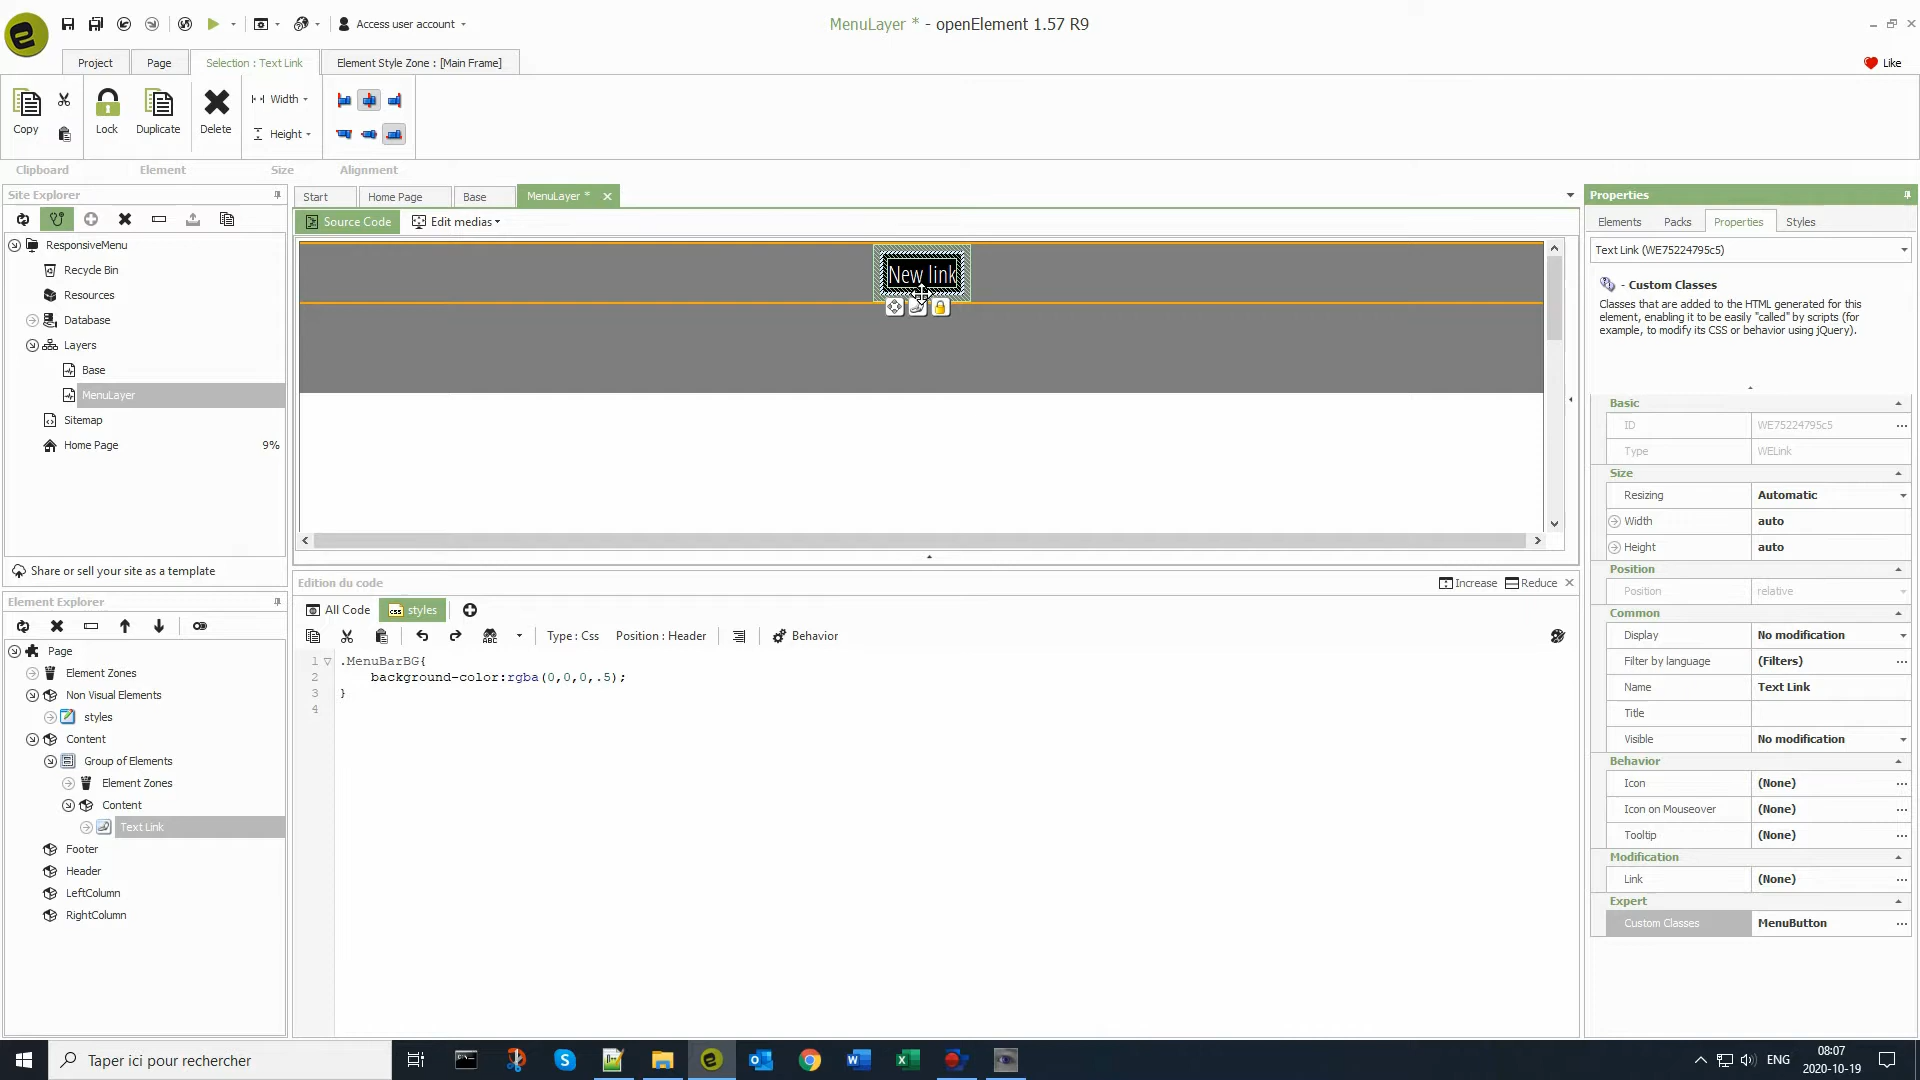 Access user account
MenuLayer * - openElement 1.57 R9
Project
Page
Selection : Text Link
Element Style Zone : [Main Frame]
Like
Copy
Lock
Duplicate
Delete
Width
Height
Clipboard
Element
Size
Alignment
Site Explorer
ResponsiveMenu
Recycle Bin
Resources
Database
Layers
Base
MenuLayer
Sitemap
Home Page
9%
Share or sell your site as a template
Element Explorer
Page
Element Zones
Non Visual Elements
styles
Content
Group of Elements
Element Zones
Content
Text Link
Footer
Header
LeftColumn
RightColumn
Start
Home Page
Base
MenuLayer *
Source Code
Edit medias
New link
Edition du code
Increase
Reduce
All Code
css styles
ABC
Type : Css
Position : Header
Behavior
1 .MenuBarBG{
2 background-color:rgba(0,0,0,.5);
3 }
4
Properties
Elements
Packs
Properties
Styles
Text Link (WE75224795c5)
- Custom Classes
Classes that are added to the HTML generated for this
element, enabling it to be easily "called" by scripts (for
example, to modify its CSS or behavior using jQuery).
Basic
ID WE75224795c5 ...
Type WELink
Size
Resizing Automatic
Width auto
Height auto
Position
Position relative
Common
Display No modification
Filter by language (Filters) ...
Name Text Link
Title
Visible No modification
Behavior
Icon (None) ...
Icon on Mouseover (None) ...
Tooltip (None) ...
Modification
Link (None) ...
Expert
Custom Classes MenuButton ...
Taper ici pour rechercher
ENG
08:07
2020-10-19